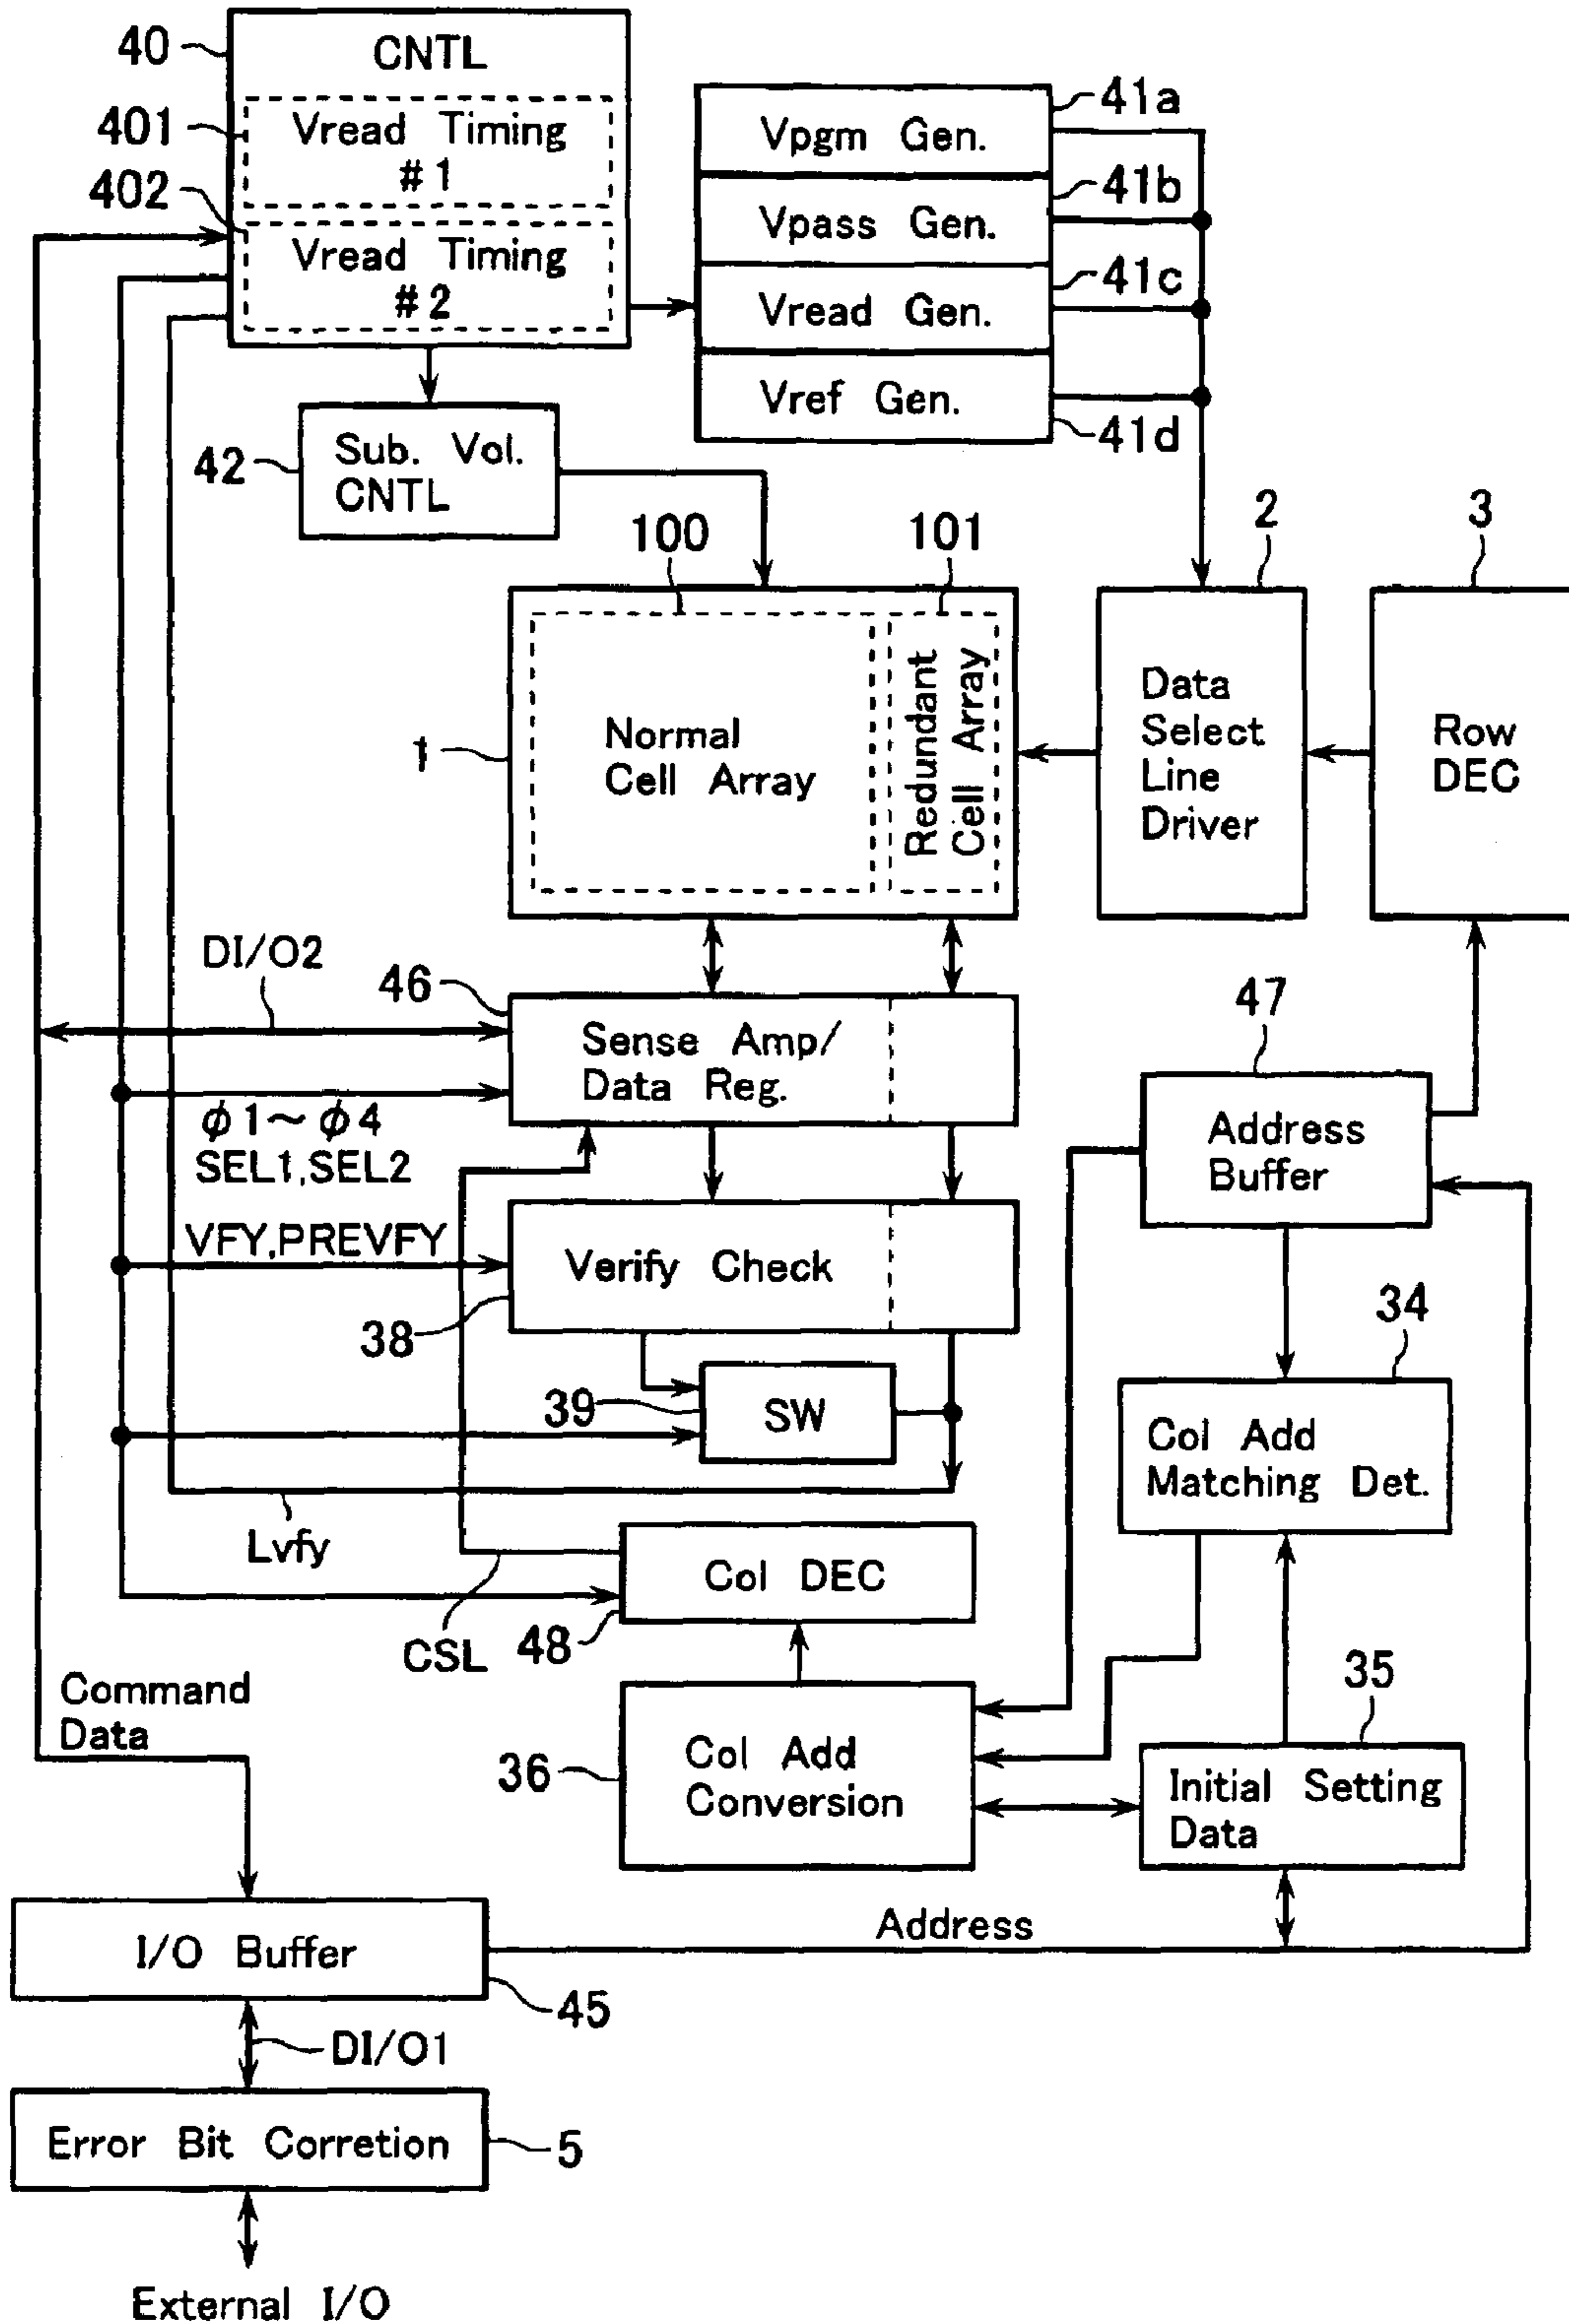 40
CNTL
401
Vread Timing
#1
402
Vread Timing
#2
Vpgm Gen.
41a
Vpass Gen.
41b
Vread Gen.
41c
Vref Gen.
41d
42
Sub. Vol.
CNTL
100
101
2
3
1
Normal
Cell Array
Redundant
Cell Array
Data
Select
Line
Driver
Row
DEC
DI/O2
46
Sense Amp/
Data Reg.
47
Address
Buffer
φ1~φ4
SEL1,SEL2
VFY,PREVFY
Verify Check
38
34
39
SW
Col Add
Matching Det.
Lvfy
Col DEC
CSL
48
Command
Data
36
Col Add
Conversion
35
Initial Setting
Data
Address
I/O Buffer
45
DI/O1
Error Bit Corretion
5
External I/O